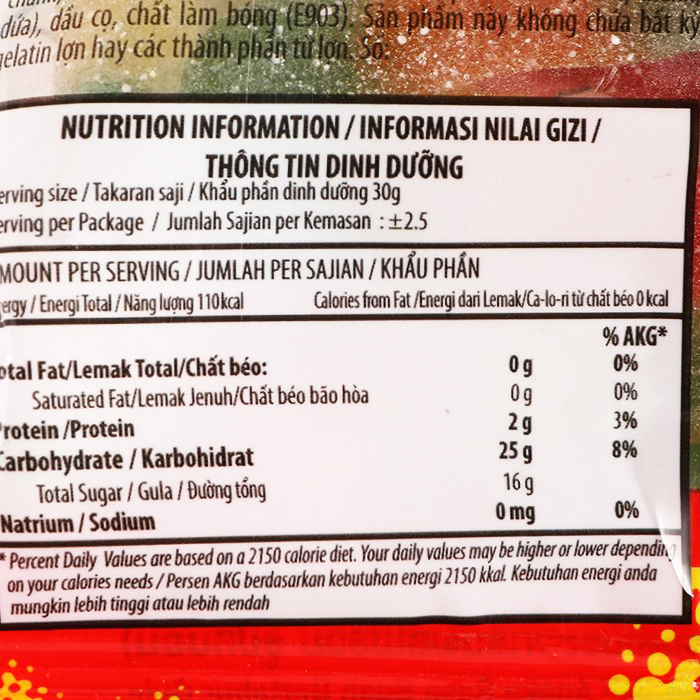 dứa), dầu cọ, chất làm bóng (E903). Sản phẩm này không chứa bất kỳ
gelatin lợn hay các thành phần từ lợn. Số:
NUTRITION INFORMATION / INFORMASI NILAI GIZI /
THÔNG TIN DINH DƯỠNG
erving size / Takaran saji / Khẩu phần dinh dưỡng 30g
erving per Package / Jumlah Sajian per Kemasan : ±2.5
MOUNT PER SERVING / JUMLAH PER SAJIAN / KHẨU PHẦN
ergy / Energi Total / Năng lượng 110kcal Calories from Fat /Energi dari Lemak/Ca-lo-ri từ chất béo 0 kcal
% AKG*
otal Fat/Lemak Total/Chất béo: 0 g 0%
Saturated Fat/Lemak Jenuh/Chất béo bão hòa 0 g 0%
Protein /Protein 2 g 3%
Carbohydrate / Karbohidrat 25 g 8%
Total Sugar / Gula / Đường tổng 16 g
Natrium / Sodium 0 mg 0%
* Percent Daily Values are based on a 2150 calorie diet. Your daily values may be higher or lower depending
on your calories needs / Persen AKG berdasarkan kebutuhan energi 2150 kkal. Kebutuhan energi anda
mungkin lebih tinggi atau lebih rendah